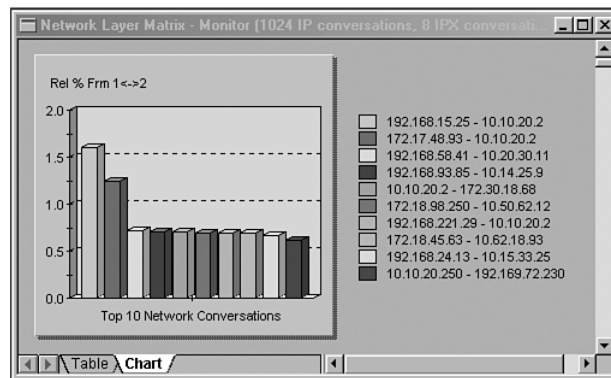 Network Layer Matrix - Monitor (1024 IP conversations, 8 IPX conversati...
Rel % Frm 1<->2
2.0
1.5
1.0
0.5
0.0
Top 10 Network Conversations
192.168.15.25 - 10.10.20.2
172.17.48.93 - 10.10.20.2
192.168.58.41 - 10.20.30.11
192.168.93.85 - 10.14.25.9
10.10.20.2 - 172.30.18.68
172.18.98.250 - 10.50.62.12
192.168.221.29 - 10.10.20.2
172.18.45.63 - 10.62.18.93
192.168.24.13 - 10.15.33.25
10.10.20.250 - 192.169.72.230
Table Chart